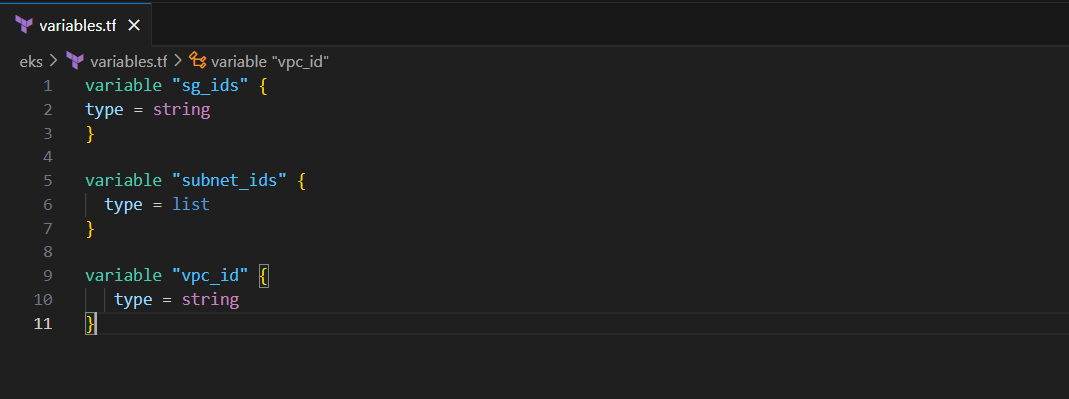 variables.tf ×
eks > variables.tf > variable "vpc_id"
1 variable "sg_ids" {
2 type = string
3 }
4
5 variable "subnet_ids" {
6   type = list
7 }
8
9 variable "vpc_id" {
10    type = string
11 }